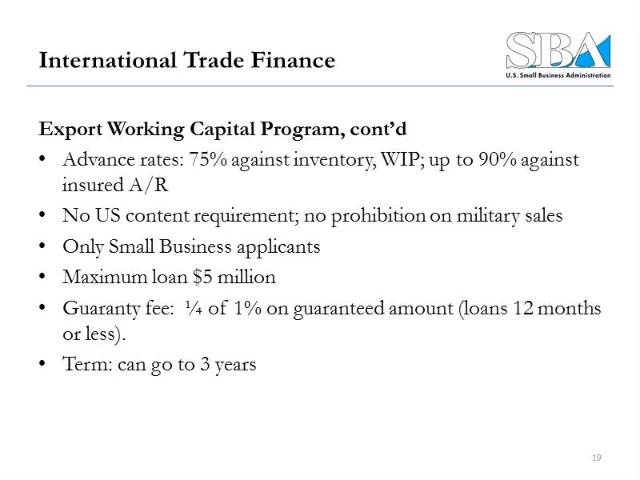 International Trade Finance
SBA
U.S. Small Business Administration
Export Working Capital Program, cont’d
• Advance rates: 75% against inventory, WIP; up to 90% against
insured A/R
• No US content requirement; no prohibition on military sales
• Only Small Business applicants
• Maximum loan $5 million
• Guaranty fee:  ¼ of 1% on guaranteed amount (loans 12 months
or less).
• Term: can go to 3 years
19